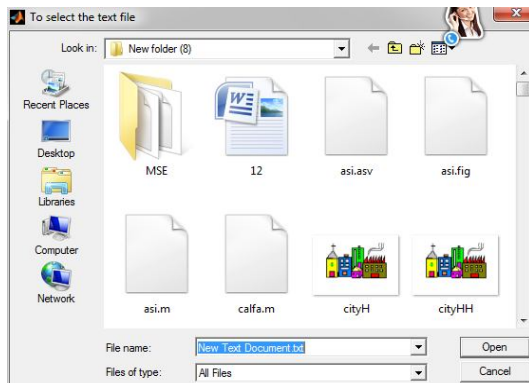 To select the text file
Look in:
New folder (8)
Recent Places
Desktop
Libraries
Computer
Network
MSE
12
asi.asv
asi.fig
asi.m
calfa.m
cityH
cityHH
File name:
New Text Document.txt
Open
Files of type:
All Files
Cancel